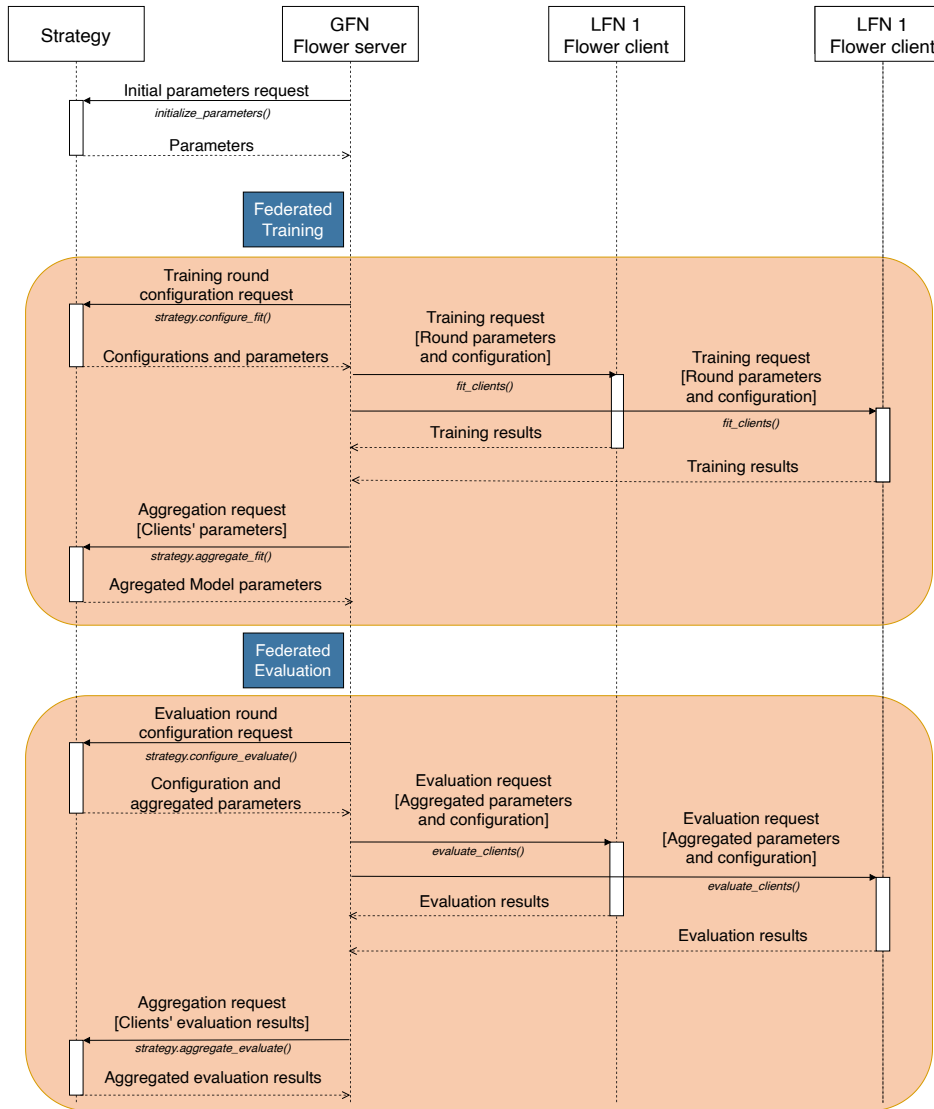 Strategy
GFN
Flower server
LFN 1
Flower client
LFN 1
Flower client
Initial parameters request
initialize_parameters()
Parameters
Federated
Training
Training round
configuration request
strategy.configure_fit()
Configurations and parameters
Training request
[Round parameters
and configuration]
fit_clients()
Training request
[Round parameters
and configuration]
fit_clients()
Training results
Training results
Aggregation request
[Clients' parameters]
strategy.aggregate_fit()
Agregated Model parameters
Federated
Evaluation
Evaluation round
configuration request
strategy.configure_evaluate()
Configuration and
aggregated parameters
Evaluation request
[Aggregated parameters
and configuration]
evaluate_clients()
Evaluation request
[Aggregated parameters
and configuration]
evaluate_clients()
Evaluation results
Evaluation results
Aggregation request
[Clients' evaluation results]
strategy.aggregate_evaluate()
Aggregated evaluation results